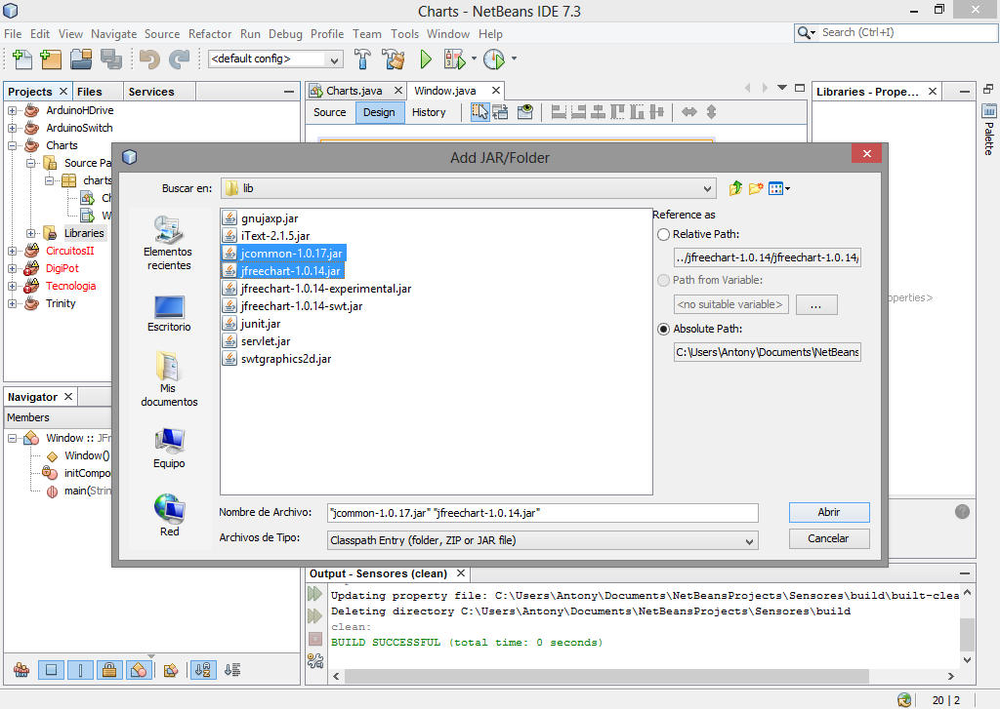 Charts - NetBeans IDE 7.3
File Edit View Navigate Source Refactor Run Debug Profile Team Tools Window Help
Search (Ctrl+I)
<default config>
Projects
Files
Services
ArduinoHDrive
ArduinoSwitch
Charts
Source Pa
charts
Ch
W
Libraries
CircuitosII
DigiPot
Tecnologia
Trinity
Charts.java
Window.java
Source
Design
History
Libraries - Prope...
Palette
operties>
Add JAR/Folder
Buscar en:
lib
Elementos
recientes
Escritorio
Mis
documentos
Equipo
Red
gnujaxp.jar
iText-2.1.5.jar
jcommon-1.0.17.jar
jfreechart-1.0.14.jar
jfreechart-1.0.14-experimental.jar
jfreechart-1.0.14-swt.jar
junit.jar
servlet.jar
swtgraphics2d.jar
Reference as
Relative Path:
../jfreechart-1.0.14/jfreechart-1.0.14/
Path from Variable:
<no suitable variable>
...
Absolute Path:
C:\Users\Antony\Documents\NetBeans
Nombre de Archivo:
"jcommon-1.0.17.jar" "jfreechart-1.0.14.jar"
Archivos de Tipo:
Classpath Entry (folder, ZIP or JAR file)
Abrir
Cancelar
Navigator
Members
Window :: JFr
Window()
initCompo
main(Strin
Output - Sensores (clean)
Updating property file: C:\Users\Antony\Documents\NetBeansProjects\Sensores\build\built-clea
Deleting directory C:\Users\Antony\Documents\NetBeansProjects\Sensores\build
clean:
BUILD SUCCESSFUL (total time: 0 seconds)
20 | 2